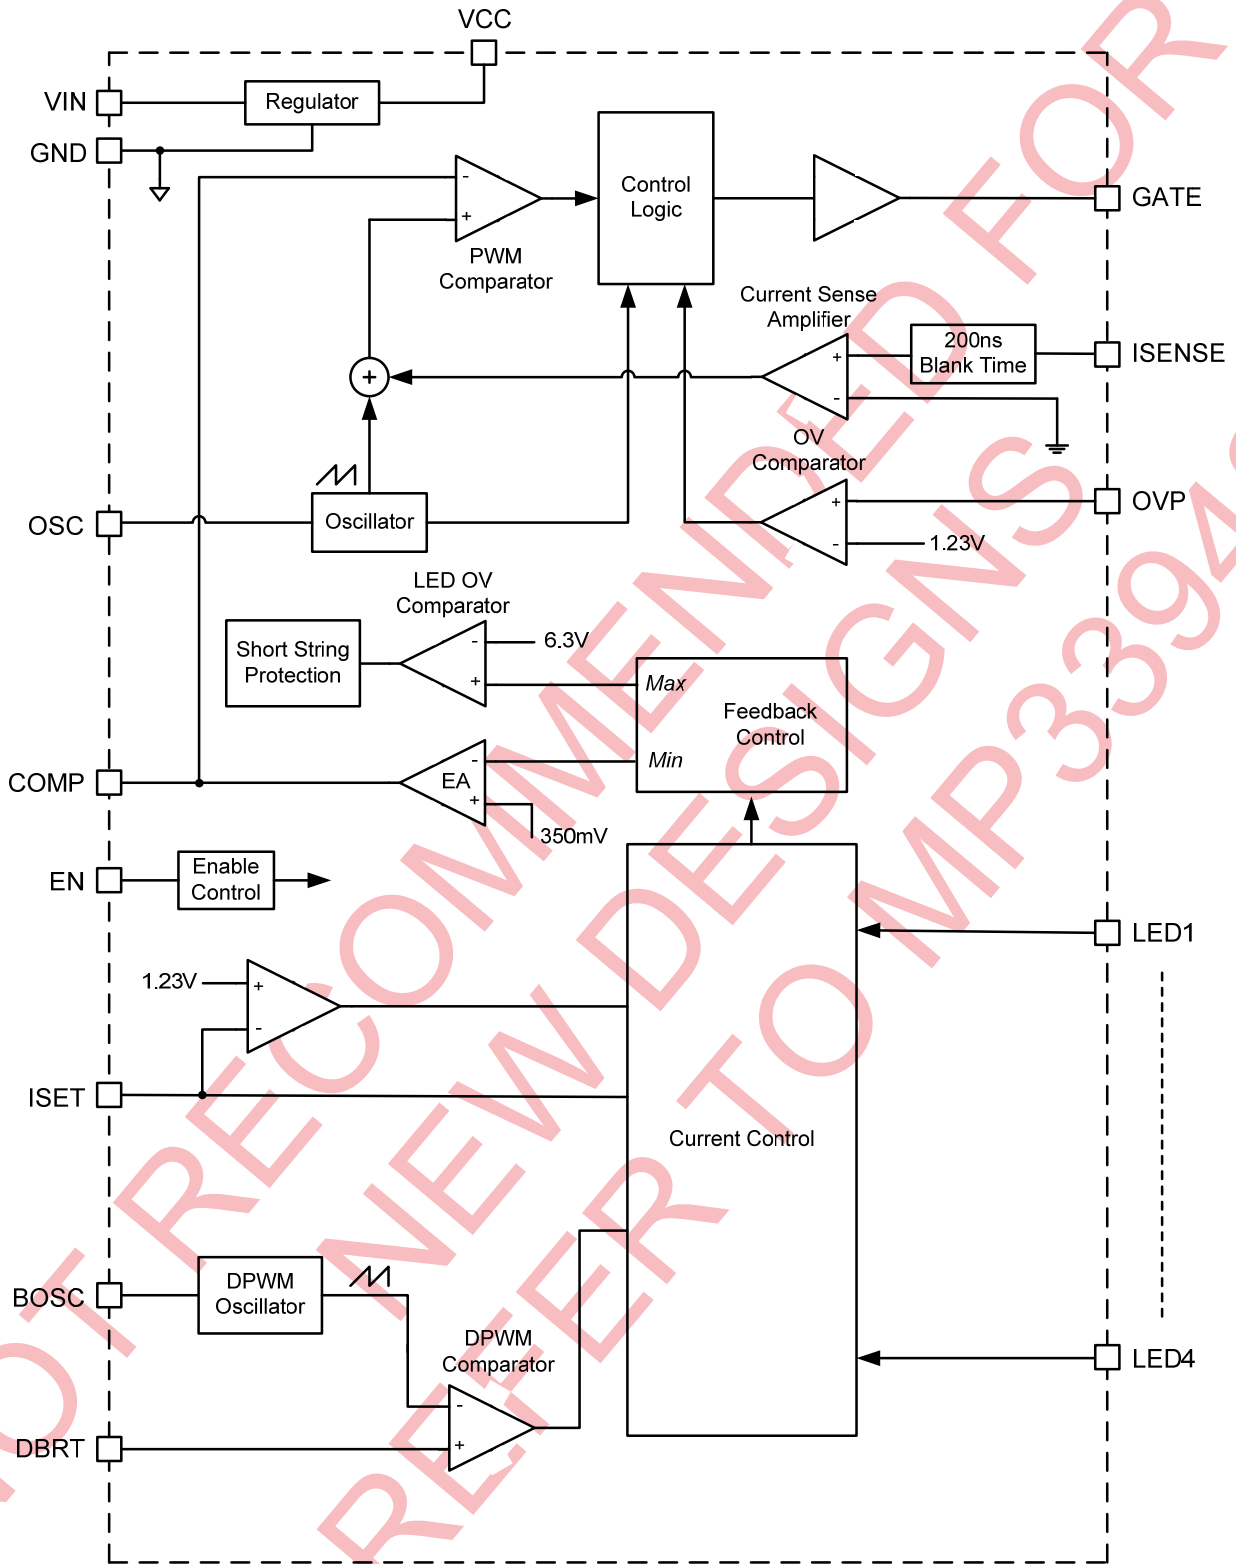 VCC
VIN
Regulator
GND
-
+
PWM
Comparator
Control
Logic
GATE
Current Sense
Amplifier
+
-
200ns
Blank Time
ISENSE
+
OV
Comparator
+
-
1.23V
OVP
OSC
Oscillator
LED OV
Comparator
-
+
6.3V
Short String
Protection
Max
Feedback
Control
Min
COMP
EA
-
+
350mV
EN
Enable
Control
LED1
1.23V
+
-
ISET
Current Control
BOSC
DPWM
Oscillator
DPWM
Comparator
-
+
DBRT
LED4
NOT RECOMMENDED FOR
NEW DESIGNS
REFER TO MP3394